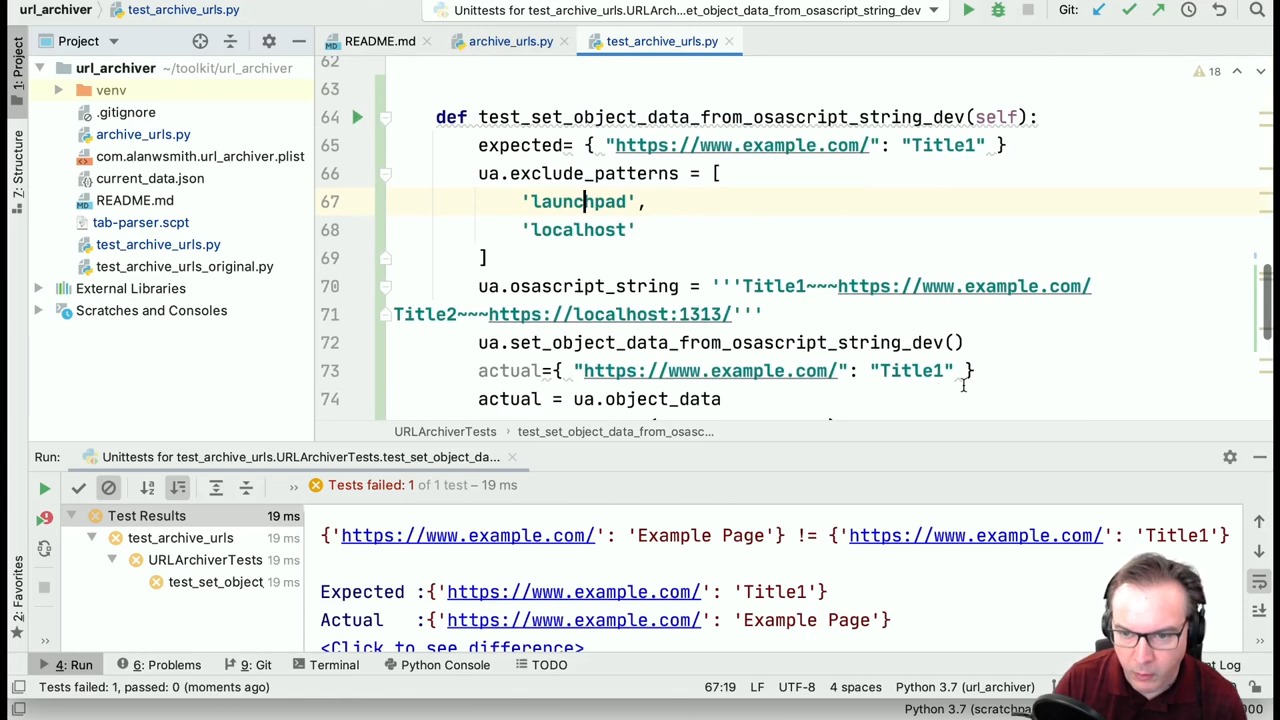 url_archiver test_archive_urls.py Unittests for test_archive_urls.URLArch...et_object_data_from_osascript_string_dev Git:
Project README.md archive_urls.py test_archive_urls.py
1: Project
7: Structure
2: Favorites
url_archiver ~/toolkit/url_archiver
venv
.gitignore
archive_urls.py
com.alanwsmith.url_archiver.plist
current_data.json
README.md
tab-parser.scpt
test_archive_urls.py
test_archive_urls_original.py
External Libraries
Scratches and Consoles
18
62
63
64 def test_set_object_data_from_osascript_string_dev(self):
65 expected= { "https://www.example.com/": "Title1" }
66 ua.exclude_patterns = [
67 'launchpad',
68 'localhost'
69 ]
70 ua.osascript_string = '''Title1~~~https://www.example.com/
71 Title2~~~https://localhost:1313/'''
72 ua.set_object_data_from_osascript_string_dev()
73 actual={ "https://www.example.com/": "Title1" }
74 actual = ua.object_data
URLArchiverTests test_set_object_data_from_osasc...
Run: Unittests for test_archive_urls.URLArchiverTests.test_set_object_da...
Tests failed: 1 of 1 test – 19 ms
Test Results 19 ms
test_archive_urls 19 ms
URLArchiverTests 19 ms
test_set_object 19 ms
{'https://www.example.com/': 'Example Page'} != {'https://www.example.com/': 'Title1'}
Expected :{'https://www.example.com/': 'Title1'}
Actual :{'https://www.example.com/': 'Example Page'}
<Click to see difference>
4: Run 6: Problems 9: Git Terminal Python Console TODO t Log
Tests failed: 1, passed: 0 (moments ago) 67:19 LF UTF-8 4 spaces Python 3.7 (url_archiver)
Python 3.7 (scratchpa 000